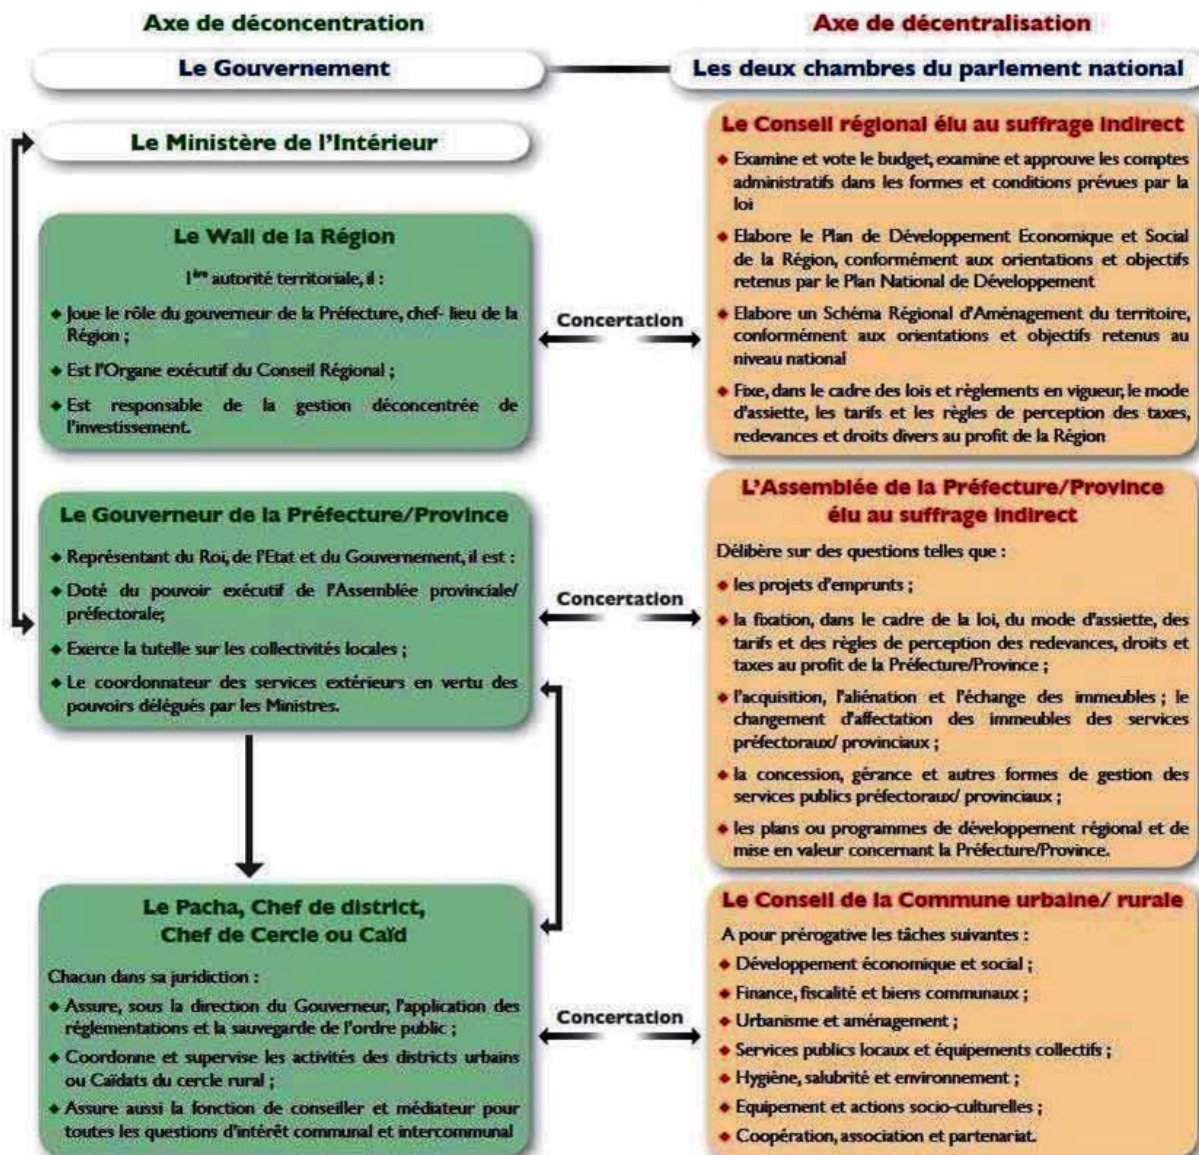 Axe de déconcentration
Axe de décentralisation
Le Gouvernement
Les deux chambres du parlement national
Le Ministère de l'Intérieur
Le Wali de la Région
1ère autorité territoriale, il :
◆ Joue le rôle du gouverneur de la Préfecture, chef- lieu de la
Région ;
◆ Est l'Organe exécutif du Conseil Régional ;
◆ Est responsable de la gestion déconcentrée de
l'investissement.
Concertation
Le Conseil régional élu au suffrage indirect
◆ Examine et vote le budget, examine et approuve les comptes
administratifs dans les formes et conditions prévues par la
loi
◆ Elabore le Plan de Développement Economique et Social
de la Région, conformément aux orientations et objectifs
retenus par le Plan National de Développement
◆ Elabore un Schéma Régional d'Aménagement du territoire,
conformément aux orientations et objectifs retenus au
niveau national
◆ Fixe, dans le cadre des lois et règlements en vigueur, le mode
d'assiette, les tarifs et les règles de perception des taxes,
redevances et droits divers au profit de la Région
Le Gouverneur de la Préfecture/Province
◆ Représentant du Roi, de l'Etat et du Gouvernement, il est :
◆ Doté du pouvoir exécutif de l'Assemblée provinciale/
préfectorale;
◆ Exerce la tutelle sur les collectivités locales ;
◆ Le coordonnateur des services extérieurs en vertu des
pouvoirs délégués par les Ministres.
Concertation
L'Assemblée de la Préfecture/Province
élu au suffrage indirect
Délibère sur des questions telles que :
◆ les projets d'emprunts ;
◆ la fixation, dans le cadre de la loi, du mode d'assiette, des
tarifs et des règles de perception des redevances, droits et
taxes au profit de la Préfecture/Province ;
◆ l'acquisition, l'aliénation et l'échange des immeubles ; le
changement d'affectation des immeubles des services
préfectoraux/ provinciaux ;
◆ la concession, gérance et autres formes de gestion des
services publics préfectoraux/ provinciaux ;
◆ les plans ou programmes de développement régional et de
mise en valeur concernant la Préfecture/Province.
Le Pacha, Chef de district,
Chef de Cercle ou Caïd
Chacun dans sa juridiction :
◆ Assure, sous la direction du Gouverneur, l'application des
réglementations et la sauvegarde de l'ordre public ;
◆ Coordonne et supervise les activités des districts urbains
ou Caïdats du cercle rural ;
◆ Assure aussi la fonction de conseiller et médiateur pour
toutes les questions d'intérêt communal et intercommunal
Concertation
Le Conseil de la Commune urbaine/ rurale
A pour prérogative les tâches suivantes :
◆ Développement économique et social ;
◆ Finance, fiscalité et biens communaux ;
◆ Urbanisme et aménagement ;
◆ Services publics locaux et équipements collectifs ;
◆ Hygiène, salubrité et environnement ;
◆ Equipement et actions socio-culturelles ;
◆ Coopération, association et partenariat.